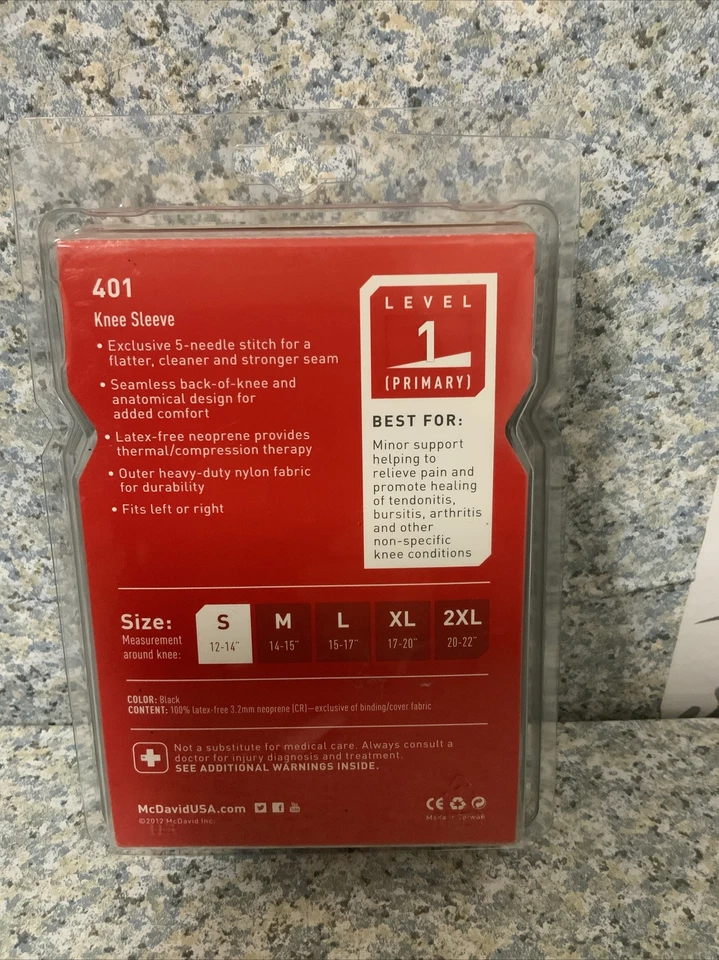 401
Knee Sleeve
• Exclusive 5-needle stitch for a
flatter, cleaner and stronger seam
• Seamless back-of-knee and
anatomical design for
added comfort
• Latex-free neoprene provides
thermal/compression therapy
• Outer heavy-duty nylon fabric
for durability
• Fits left or right
LEVEL
1
(PRIMARY)
BEST FOR:
Minor support
helping to
relieve pain and
promote healing
of tendonitis,
bursitis, arthritis
and other
non-specific
knee conditions
Size:
Measurement
around knee:
S
12-14"
M
14-15"
L
15-17"
XL
17-20"
2XL
20-22"
COLOR: Black
CONTENT: 100% latex-free 3.2mm neoprene (CR)—exclusive of binding/cover fabric
Not a substitute for medical care. Always consult a
doctor for injury diagnosis and treatment.
SEE ADDITIONAL WARNINGS INSIDE.
McDavidUSA.com
©2012 McDavid Inc.
CE
Made in Taiwan